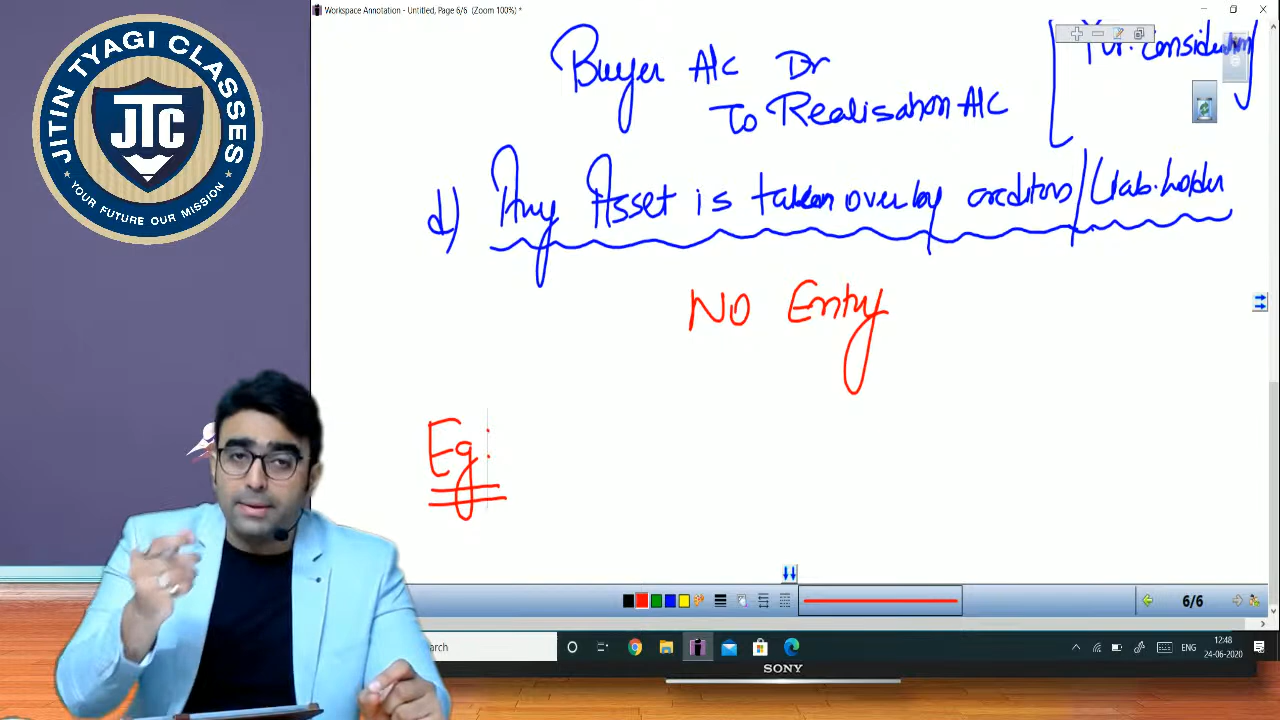 Workspace Annotation - Untitled, Page 6/6 (Zoom 100%) *
JITIN TYAGI CLASSES
JTC
YOUR FUTURE OUR MISSION
Buyer A/c Dr
To Realisation A/c
d) Any Asset is taken over by creditors/Liab. holder
NO Entry
Eg:
6/6
earch
12:48
ENG
24-06-2020
SONY